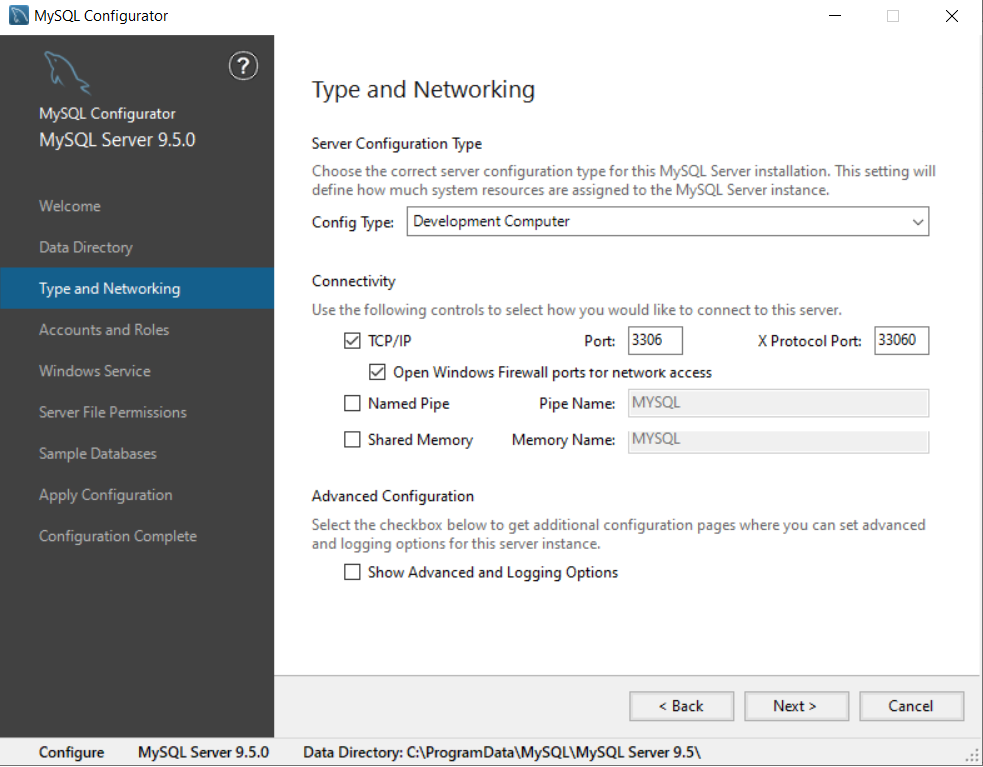 MySQL Configurator
?
MySQL Configurator
MySQL Server 9.5.0
Welcome
Data Directory
Type and Networking
Accounts and Roles
Windows Service
Server File Permissions
Sample Databases
Apply Configuration
Configuration Complete
Type and Networking
Server Configuration Type
Choose the correct server configuration type for this MySQL Server installation. This setting will
define how much system resources are assigned to the MySQL Server instance.
Config Type: Development Computer
Connectivity
Use the following controls to select how you would like to connect to this server.
TCP/IP Port: 3306 X Protocol Port: 33060
Open Windows Firewall ports for network access
Named Pipe Pipe Name: MYSQL
Shared Memory Memory Name: MYSQL
Advanced Configuration
Select the checkbox below to get additional configuration pages where you can set advanced
and logging options for this server instance.
Show Advanced and Logging Options
< Back Next > Cancel
Configure MySQL Server 9.5.0 Data Directory: C:\ProgramData\MySQL\MySQL Server 9.5\